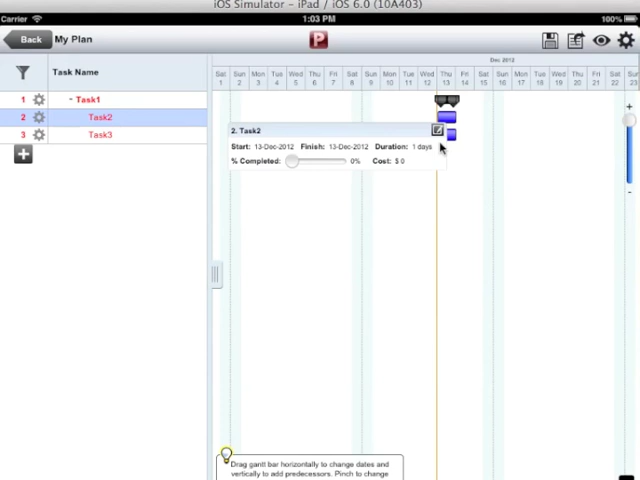 iOS Simulator – iPad / iOS 6.0 (10A403)
Carrier 1:03 PM 100%
Back My Plan
Task Name
Dec 2012
Sat Sun Mon Tue Wed Thu Fri Sat Sun Mon Tue Wed Thu Fri Sat Sun Mon Tue Wed Thu Fri Sat Sun
1 2 3 4 5 6 7 8 9 10 11 12 13 14 15 16 17 18 19 20 21 22 23
1 - Task1
2 Task2
3 Task3
+
+
-
2. Task2
Start: 13-Dec-2012 Finish: 13-Dec-2012 Duration: 1 days
% Completed: 0% Cost: $ 0
Drag gantt bar horizontally to change dates and
vertically to add predecessors. Pinch to change